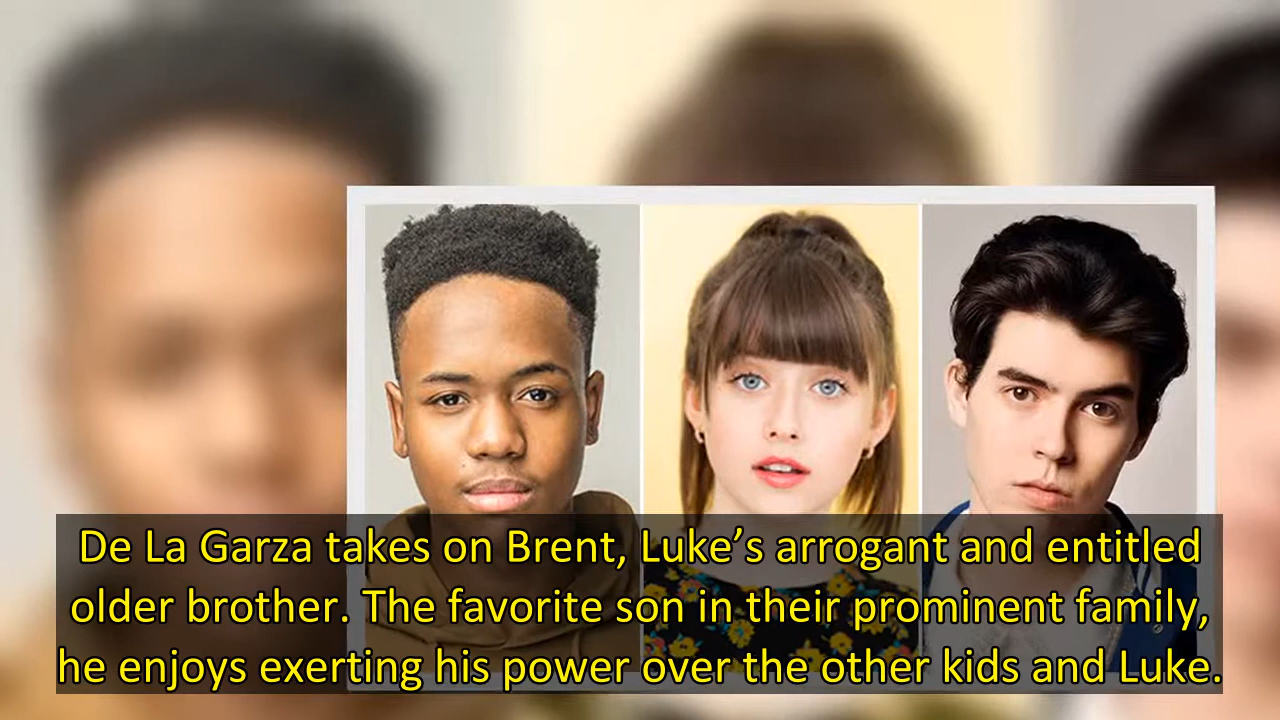 De La Garza takes on Brent, Luke’s arrogant and entitled
older brother. The favorite son in their prominent family,
he enjoys exerting his power over the other kids and Luke.